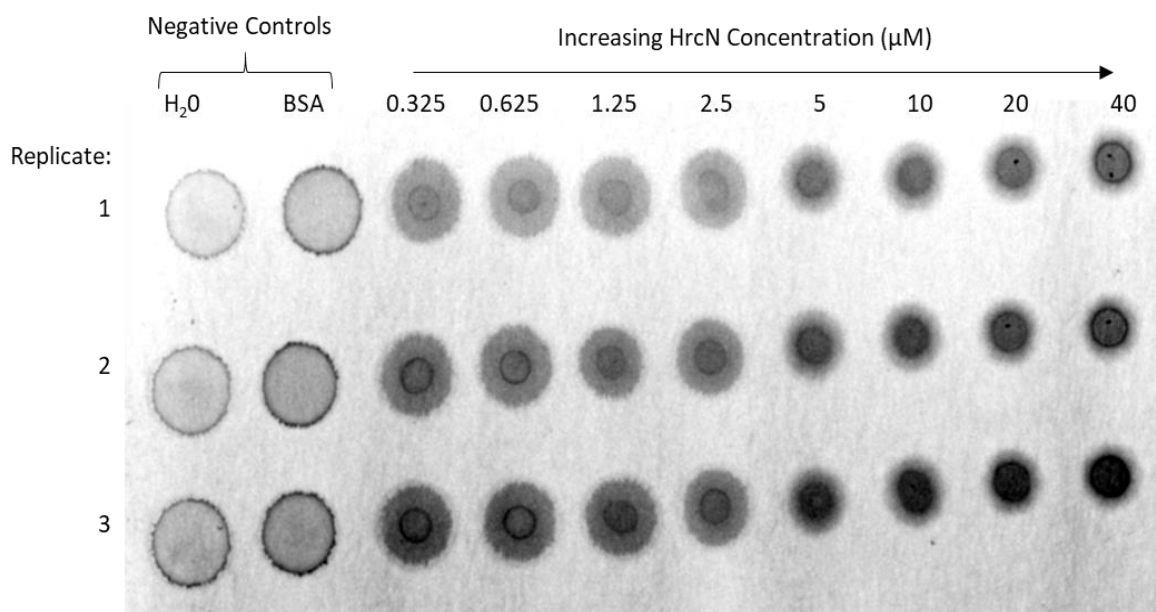 Negative Controls
Increasing HrcN Concentration (µM)
H₂0 BSA 0.325 0.625 1.25 2.5 5 10 20 40
Replicate:
1
2
3